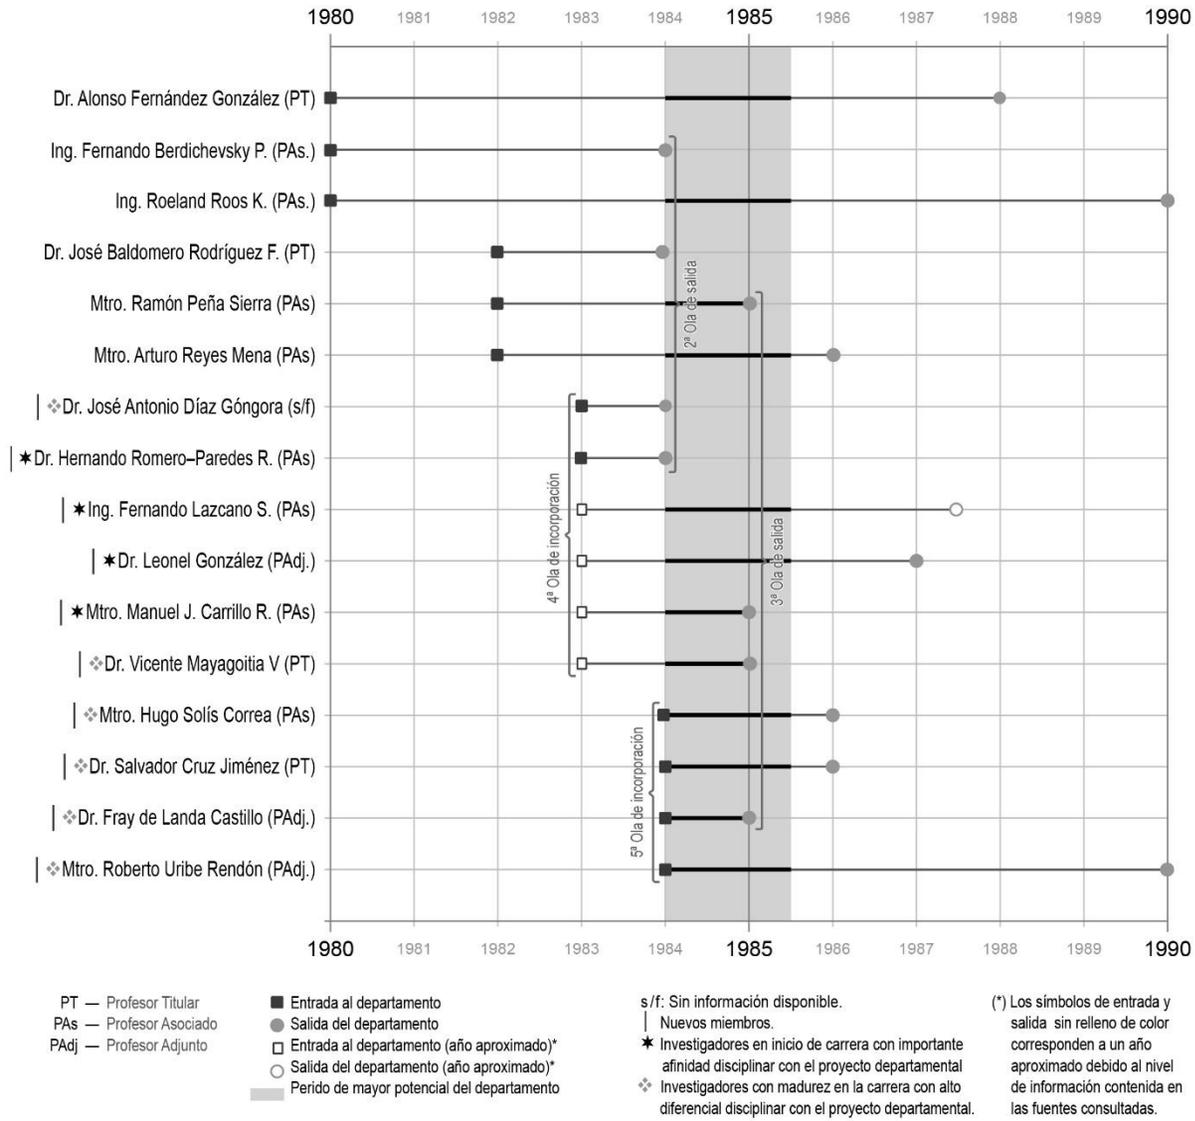 1980 1981 1982 1983 1984 1985 1986 1987 1988 1989 1990
Dr. Alonso Fernández González (PT)
Ing. Fernando Berdichevsky P. (PAs.)
Ing. Roeland Roos K. (PAs.)
Dr. José Baldomero Rodríguez F. (PT)
Mtro. Ramón Peña Sierra (PAs)
Mtro. Arturo Reyes Mena (PAs)
Dr. José Antonio Díaz Góngora (s/f)
Dr. Hernando Romero–Paredes R. (PAs)
Ing. Fernando Lazcano S. (PAs)
Dr. Leonel González (PAdj.)
Mtro. Manuel J. Carrillo R. (PAs)
Dr. Vicente Mayagoitia V (PT)
Mtro. Hugo Solís Correa (PAs)
Dr. Salvador Cruz Jiménez (PT)
Dr. Fray de Landa Castillo (PAdj.)
Mtro. Roberto Uribe Rendón (PAdj.)
2ª Ola de salida
3ª Ola de salida
4ª Ola de incorporación
5ª Ola de incorporación
1980 1981 1982 1983 1984 1985 1986 1987 1988 1989 1990
PT — Profesor Titular
PAs — Profesor Asociado
PAdj — Profesor Adjunto
Entrada al departamento
Salida del departamento
Entrada al departamento (año aproximado)*
Salida del departamento (año aproximado)*
Perido de mayor potencial del departamento
s/f: Sin información disponible.
Nuevos miembros.
Investigadores en inicio de carrera con importante
afinidad disciplinar con el proyecto departamental
Investigadores con madurez en la carrera con alto
diferencial disciplinar con el proyecto departamental.
(*) Los símbolos de entrada y
salida sin relleno de color
corresponden a un año
aproximado debido al nivel
de información contenida en
las fuentes consultadas.